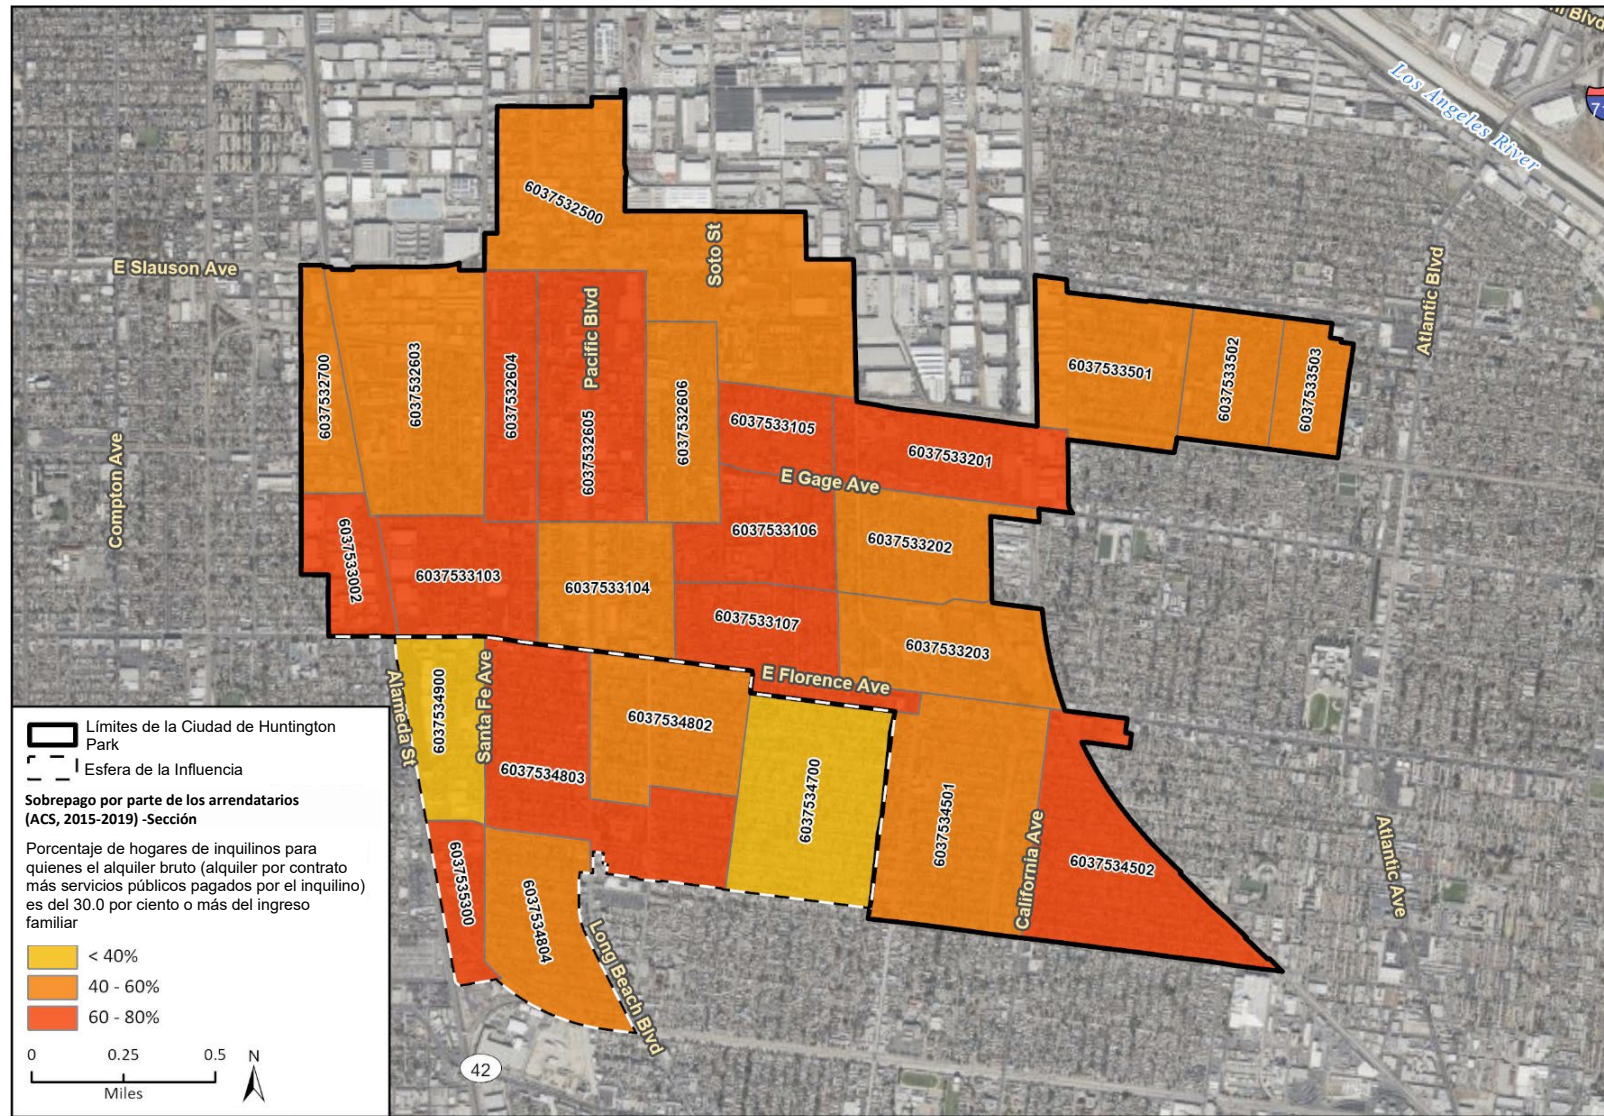 Los Angeles River
E Slauson Ave
Soto St
Pacific Blvd
Atlantic Blvd
Compton Ave
E Gage Ave
E Florence Ave
Alameda St
Santa Fe Ave
California Ave
Atlantic Ave
Long Beach Blvd
42
6037532500
6037532700
6037532603
6037532604
6037532605
6037532606
6037533105
6037533201
6037533501
6037533502
6037533503
6037533002
6037533103
6037533104
6037533106
6037533202
6037533107
6037533203
6037534900
6037534803
6037534802
6037534700
6037534501
6037534502
6037535300
6037534804
Límites de la Ciudad de Huntington
Park
Esfera de la Influencia
Sobrepago por parte de los arrendatarios
(ACS, 2015-2019) -Sección
Porcentaje de hogares de inquilinos para
quienes el alquiler bruto (alquiler por contrato
más servicios públicos pagados por el inquilino)
es del 30.0 por ciento o más del ingreso
familiar
< 40%
40 - 60%
60 - 80%
0 0.25 0.5
Miles
N